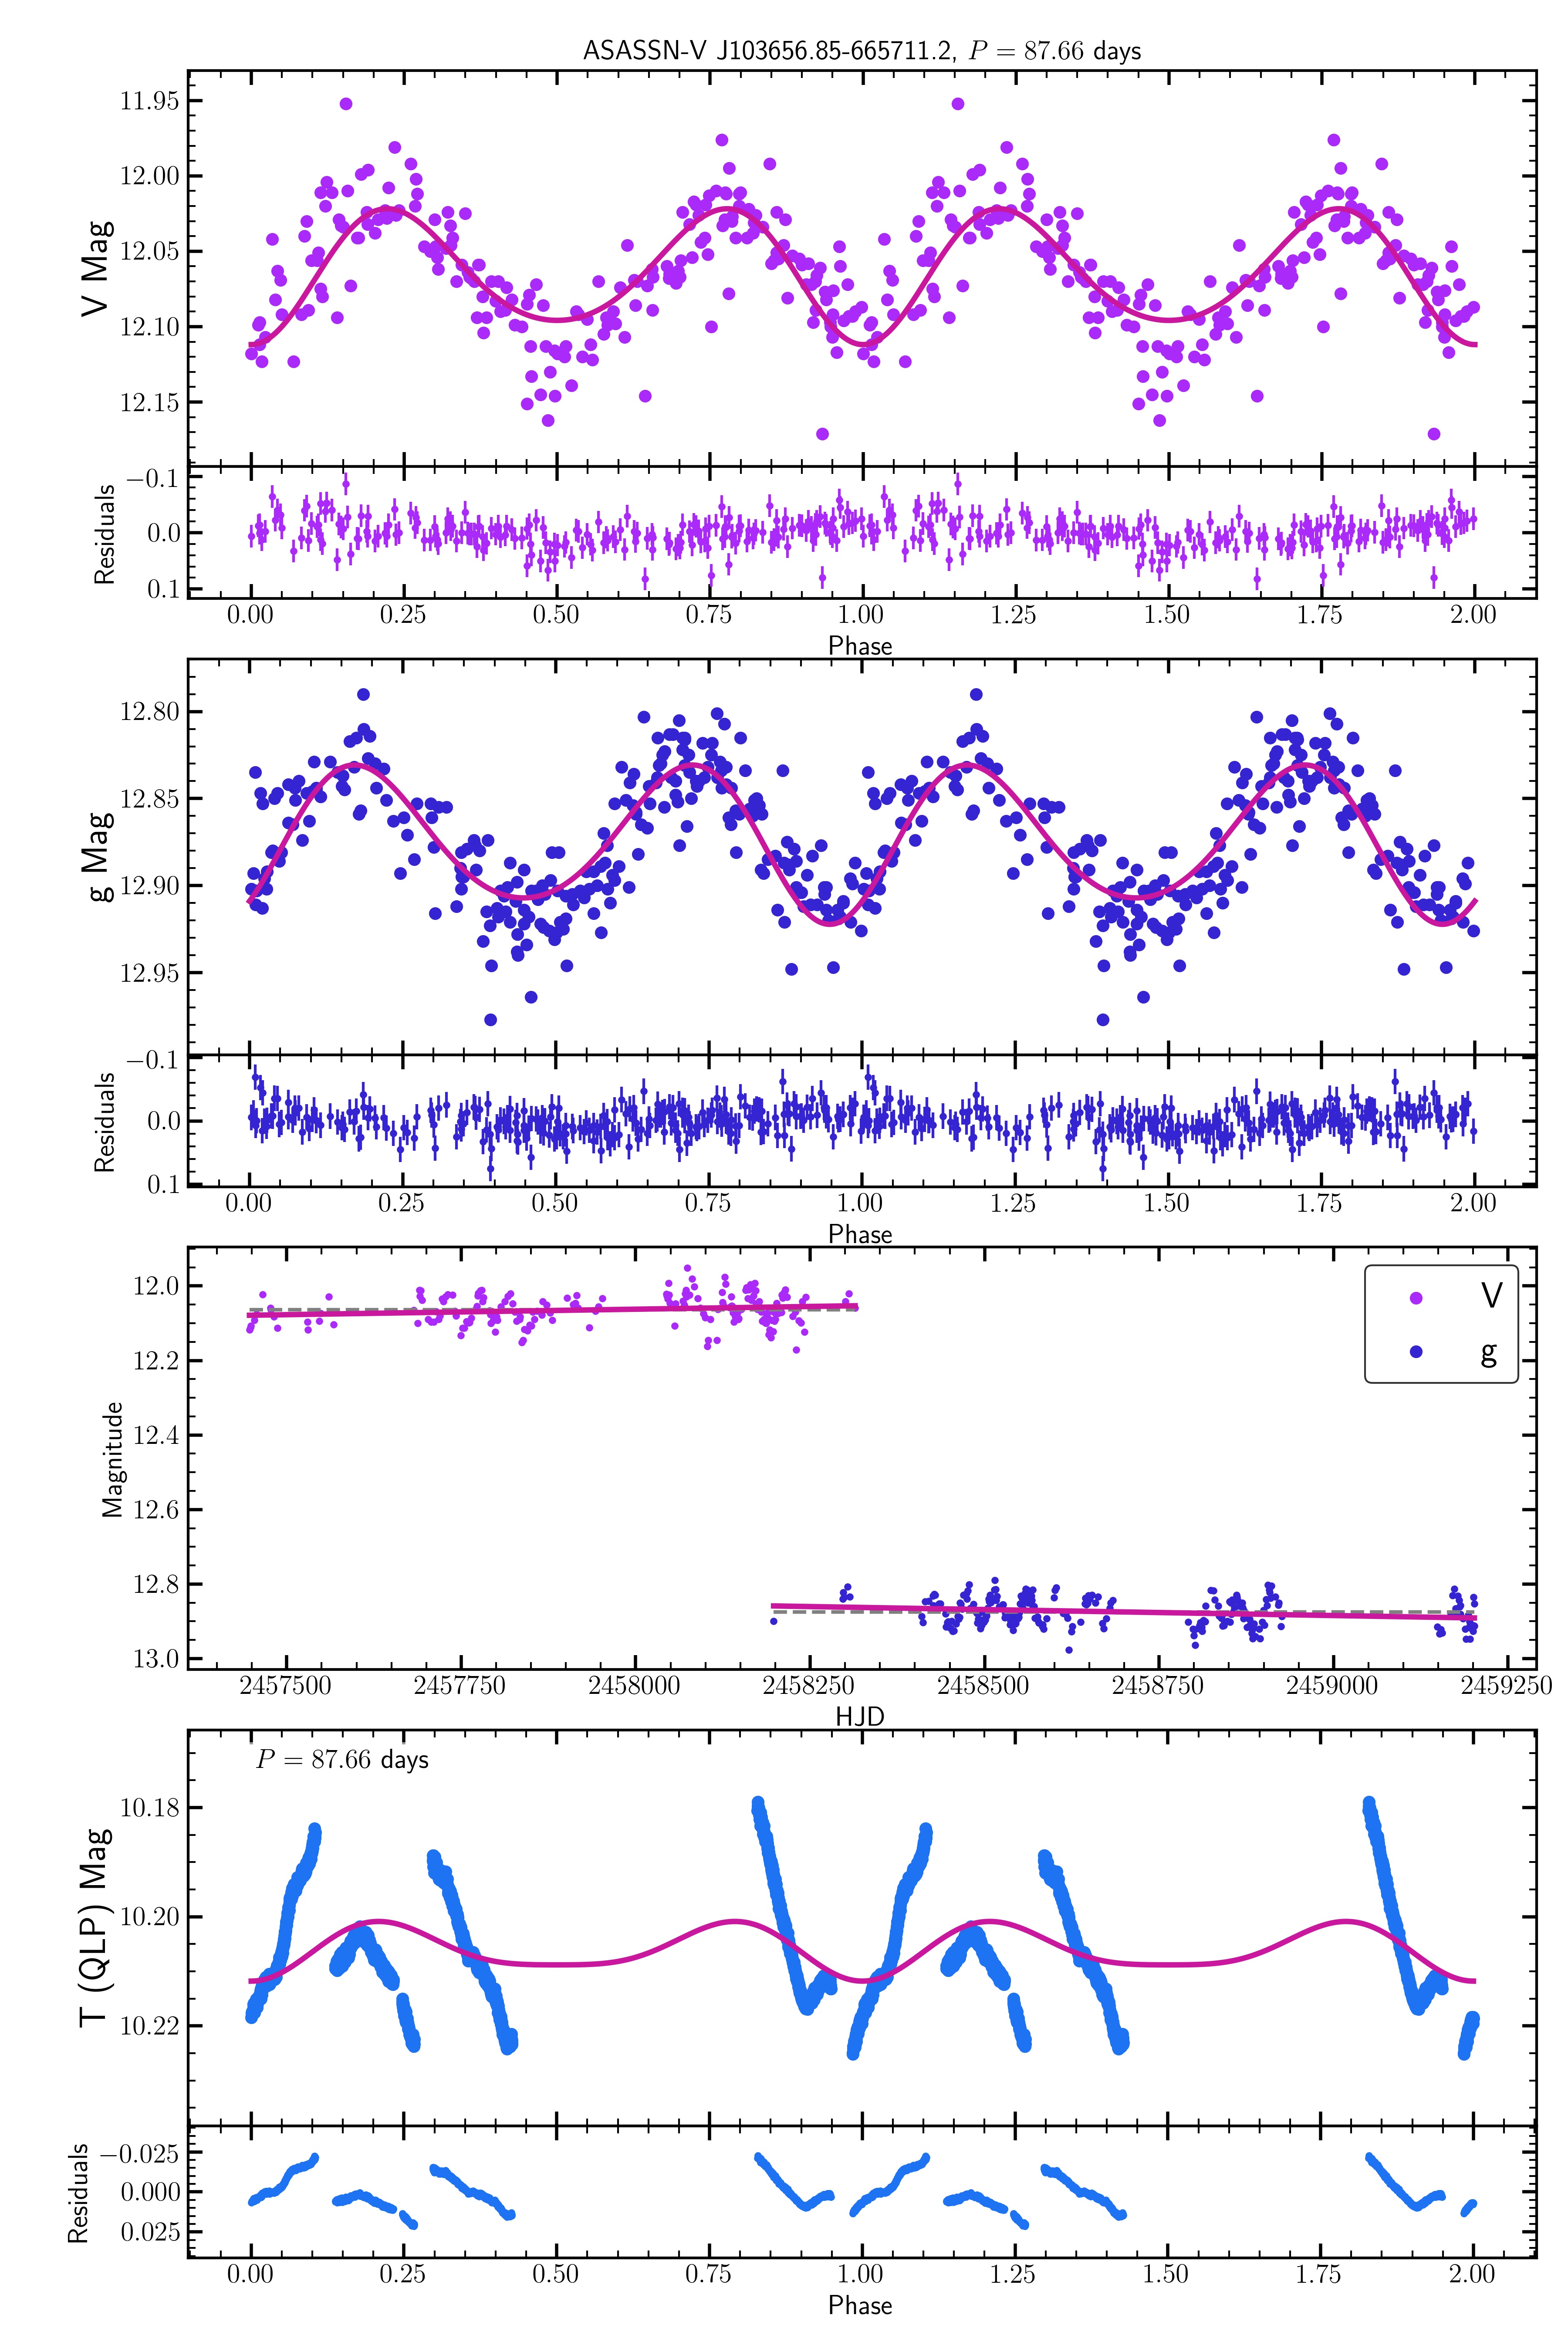 ASASSN-V J103656.85-665711.2, P = 87.66 days
11.95
12.00
12.05
12.10
12.15
V Mag
−0.1
0.0
0.1
Residuals
0.00 0.25 0.50 0.75 1.00 1.25 1.50 1.75 2.00
Phase
12.80
12.85
12.90
12.95
g Mag
−0.1
0.0
0.1
Residuals
0.00 0.25 0.50 0.75 1.00 1.25 1.50 1.75 2.00
Phase
12.0
12.2
12.4
12.6
12.8
13.0
Magnitude
V
g
2457500 2457750 2458000 2458250 2458500 2458750 2459000 2459250
HJD
P = 87.66 days
10.18
10.20
10.22
T (QLP) Mag
−0.025
0.000
0.025
Residuals
0.00 0.25 0.50 0.75 1.00 1.25 1.50 1.75 2.00
Phase